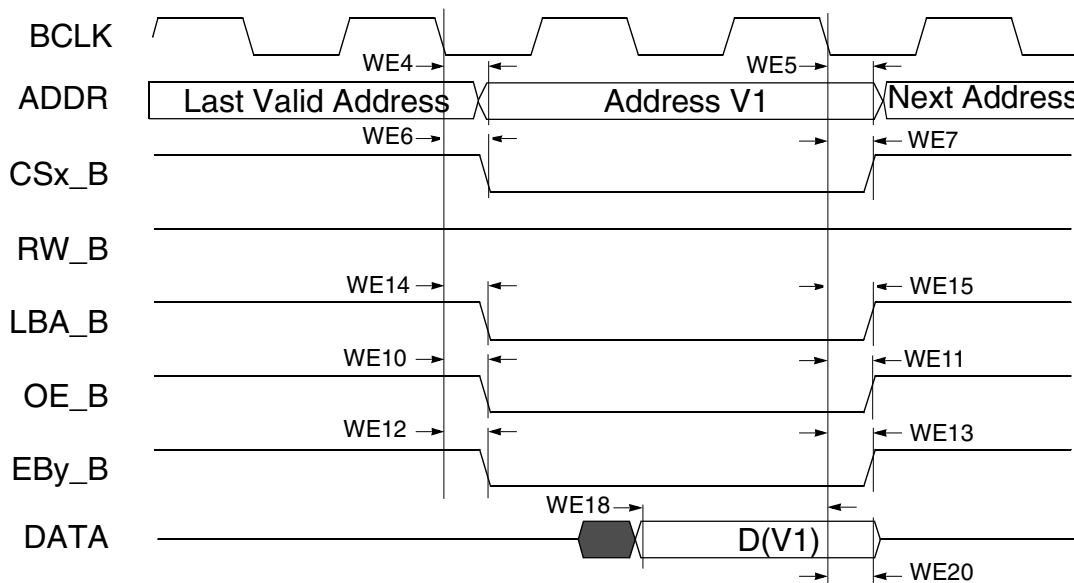 BCLK
WE4 WE5
ADDR Last Valid Address Address V1 Next Address
WE6 WE7
CSx_B
RW_B
WE14 WE15
LBA_B
WE10 WE11
OE_B
WE12 WE13
EBy_B
WE18
DATA D(V1)
WE20